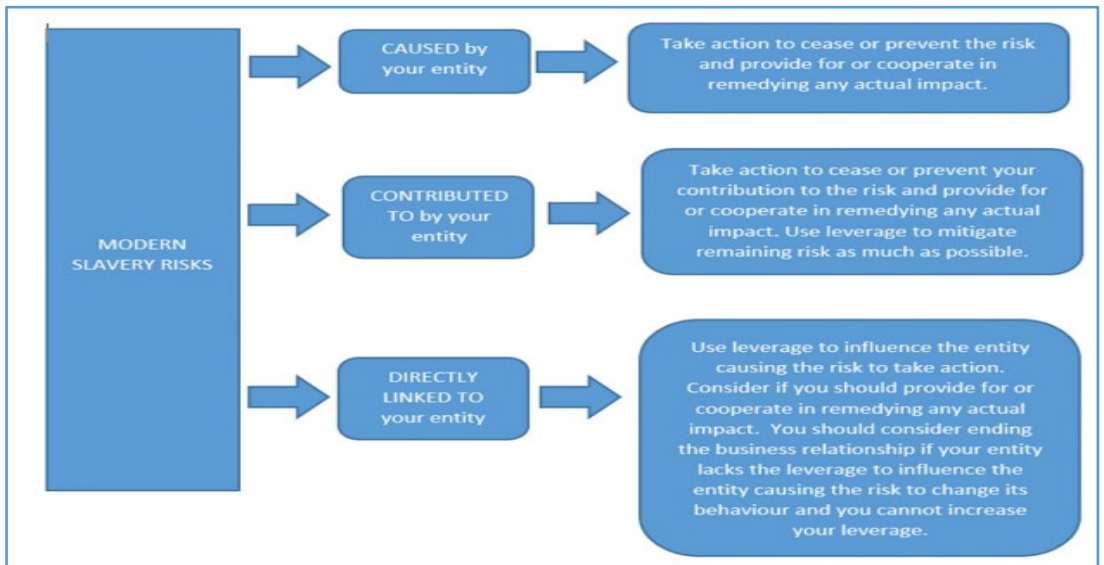 MODERN
SLAVERY RISKS
CAUSED by
your entity
Take action to cease or prevent the risk
and provide for or cooperate in
remedying any actual impact.
CONTRIBUTED
TO by your
entity
Take action to cease or prevent your
contribution to the risk and provide for
or cooperate in remedying any actual
impact. Use leverage to mitigate
remaining risk as much as possible.
DIRECTLY
LINKED TO
your entity
Use leverage to influence the entity
causing the risk to take action.
Consider if you should provide for or
cooperate in remedying any actual
impact. You should consider ending
the business relationship if your entity
lacks the leverage to influence the
entity causing the risk to change its
behaviour and you cannot increase
your leverage.